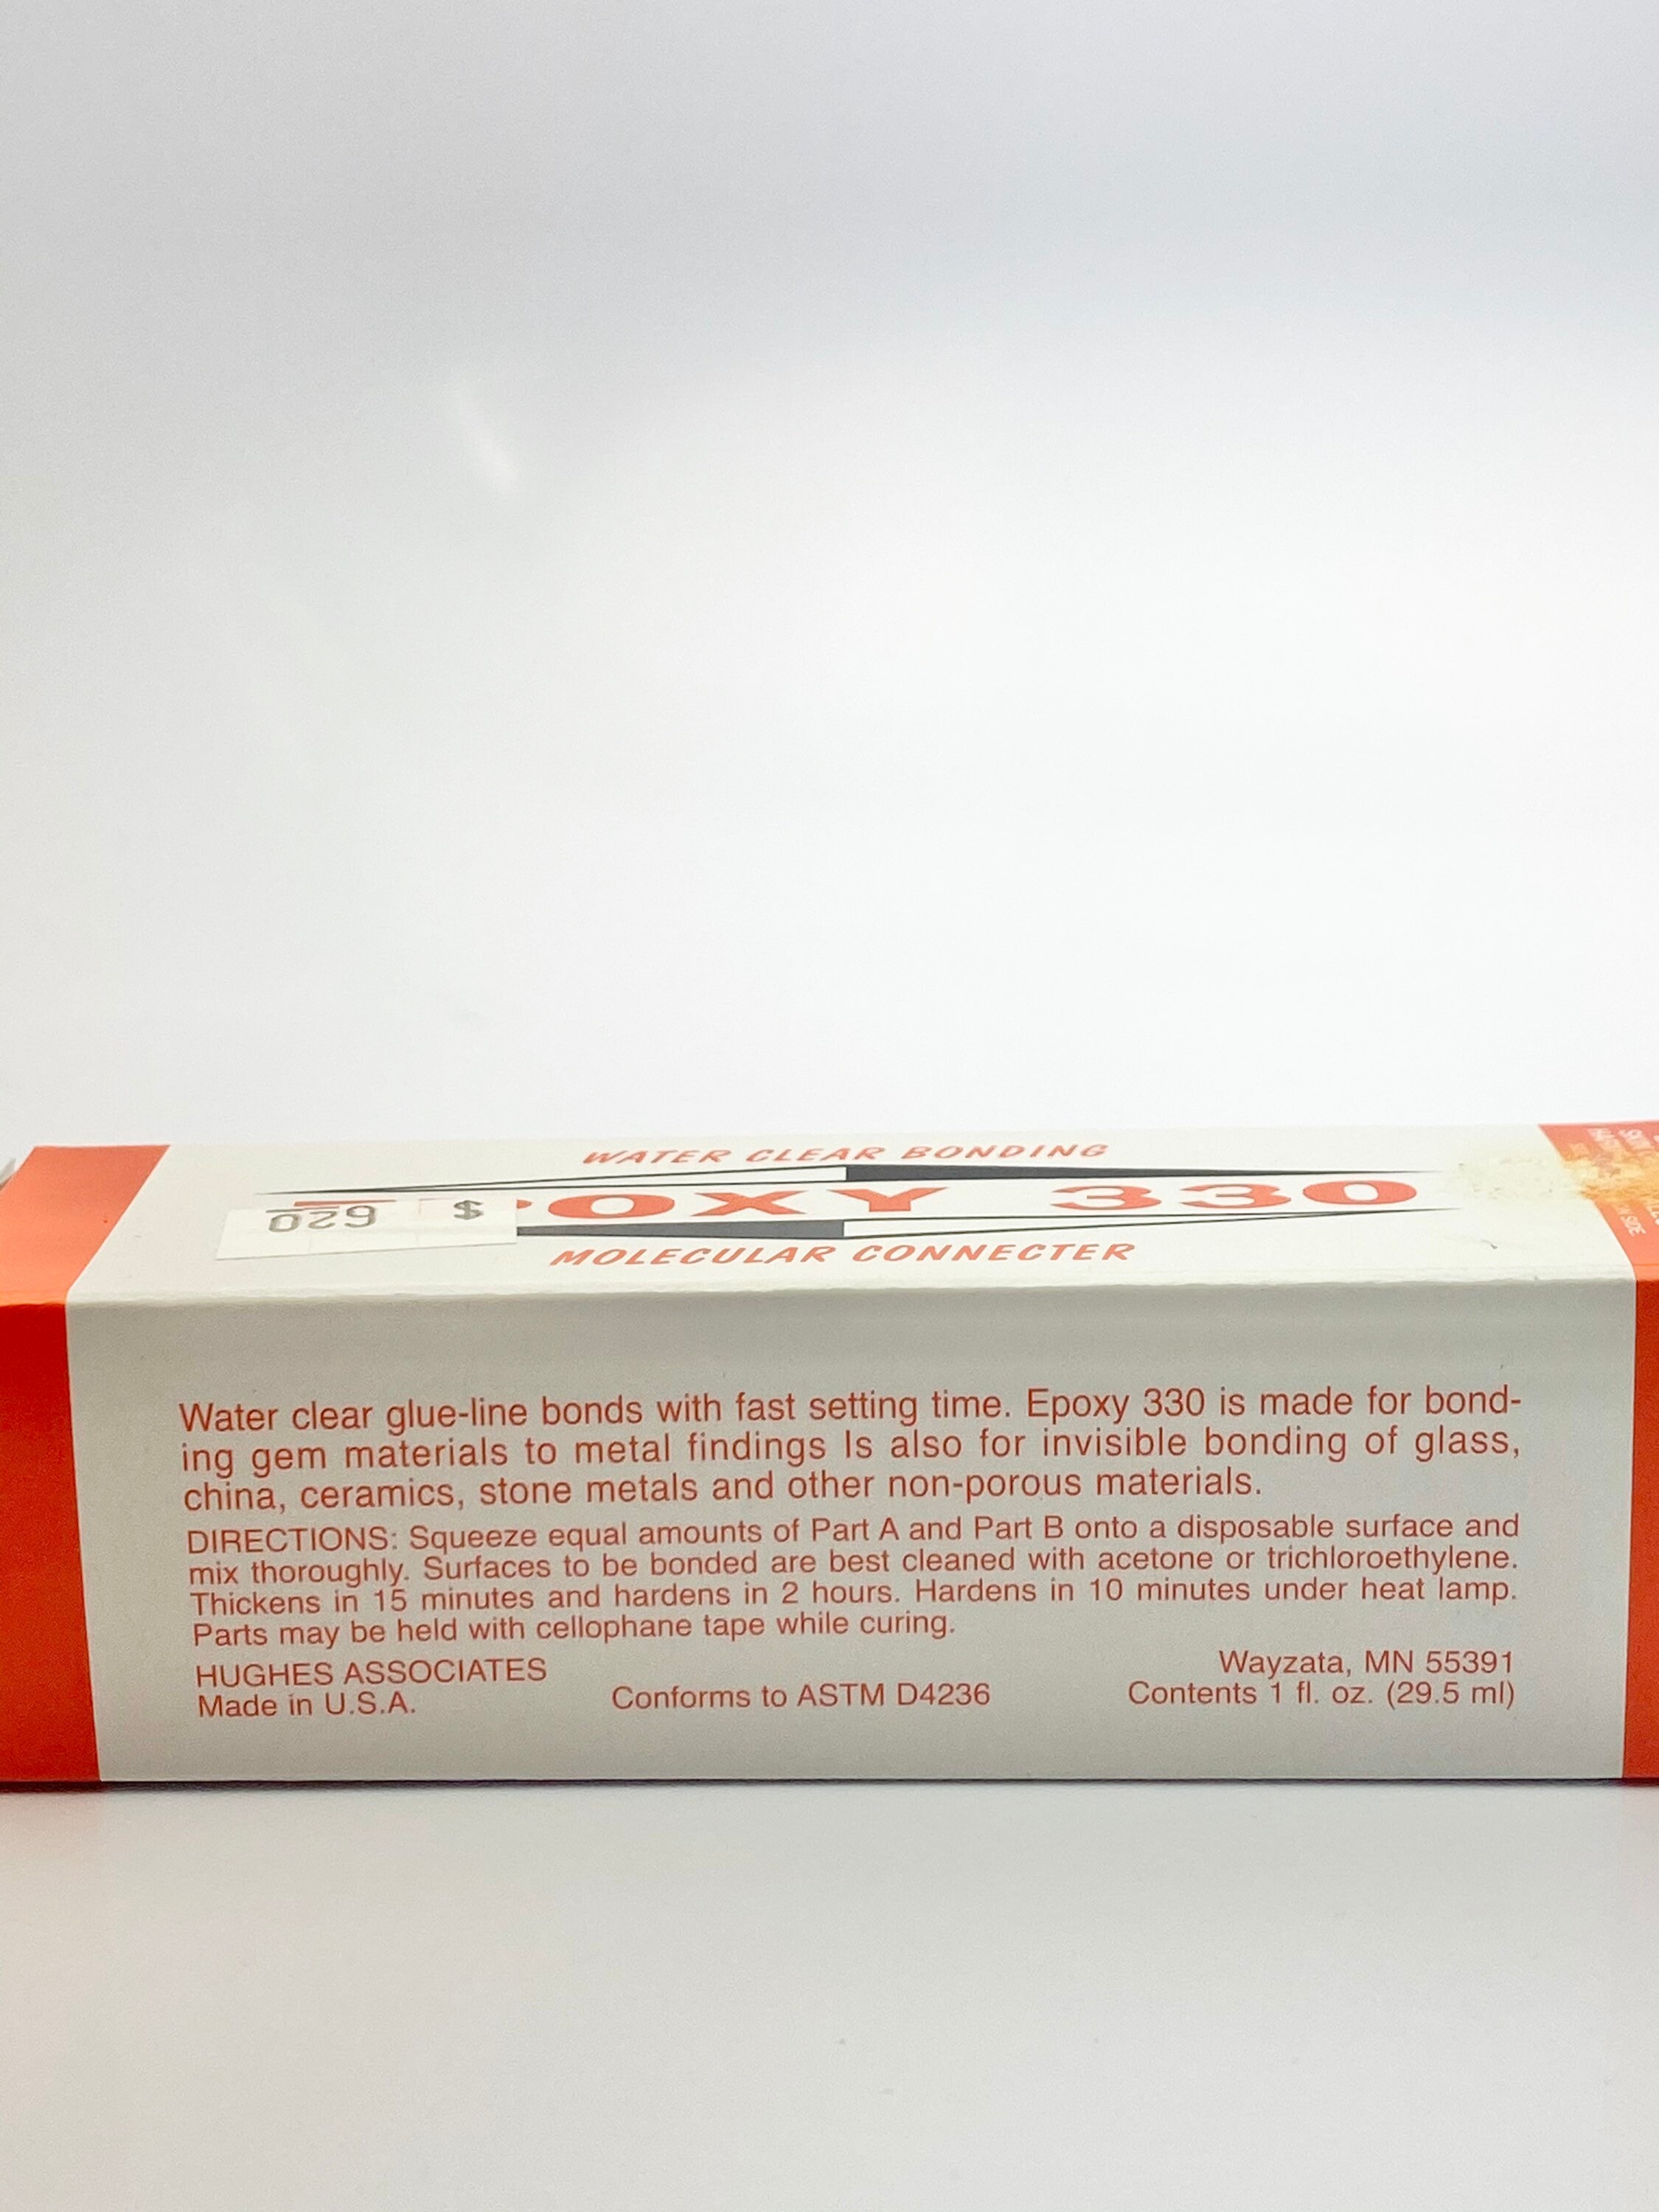 WATER CLEAR BONDING
OXY 330
$ 620
MOLECULAR CONNECTER
Water clear glue-line bonds with fast setting time. Epoxy 330 is made for bond-
ing gem materials to metal findings Is also for invisible bonding of glass,
china, ceramics, stone metals and other non-porous materials.
DIRECTIONS: Squeeze equal amounts of Part A and Part B onto a disposable surface and
mix thoroughly. Surfaces to be bonded are best cleaned with acetone or trichloroethylene.
Thickens in 15 minutes and hardens in 2 hours. Hardens in 10 minutes under heat lamp.
Parts may be held with cellophane tape while curing.
HUGHES ASSOCIATES
Made in U.S.A.
Conforms to ASTM D4236
Wayzata, MN 55391
Contents 1 fl. oz. (29.5 ml)
SIDE